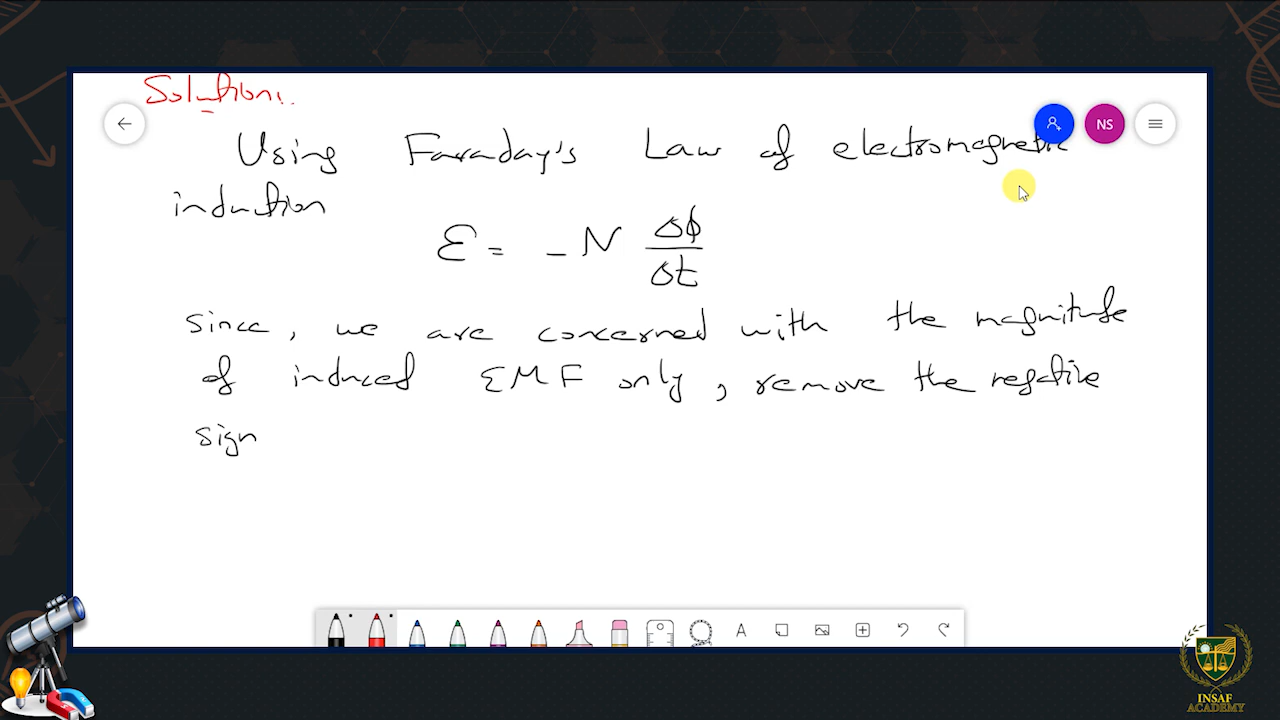 Solution:.
NS
Using Faraday's Law of electromagnetic
induction
ε = - N Δϕ/Δt
since, we are concerned with the magnitude
of induced EMF only, remove the negative
sign
A
INSAF
ACADEMY